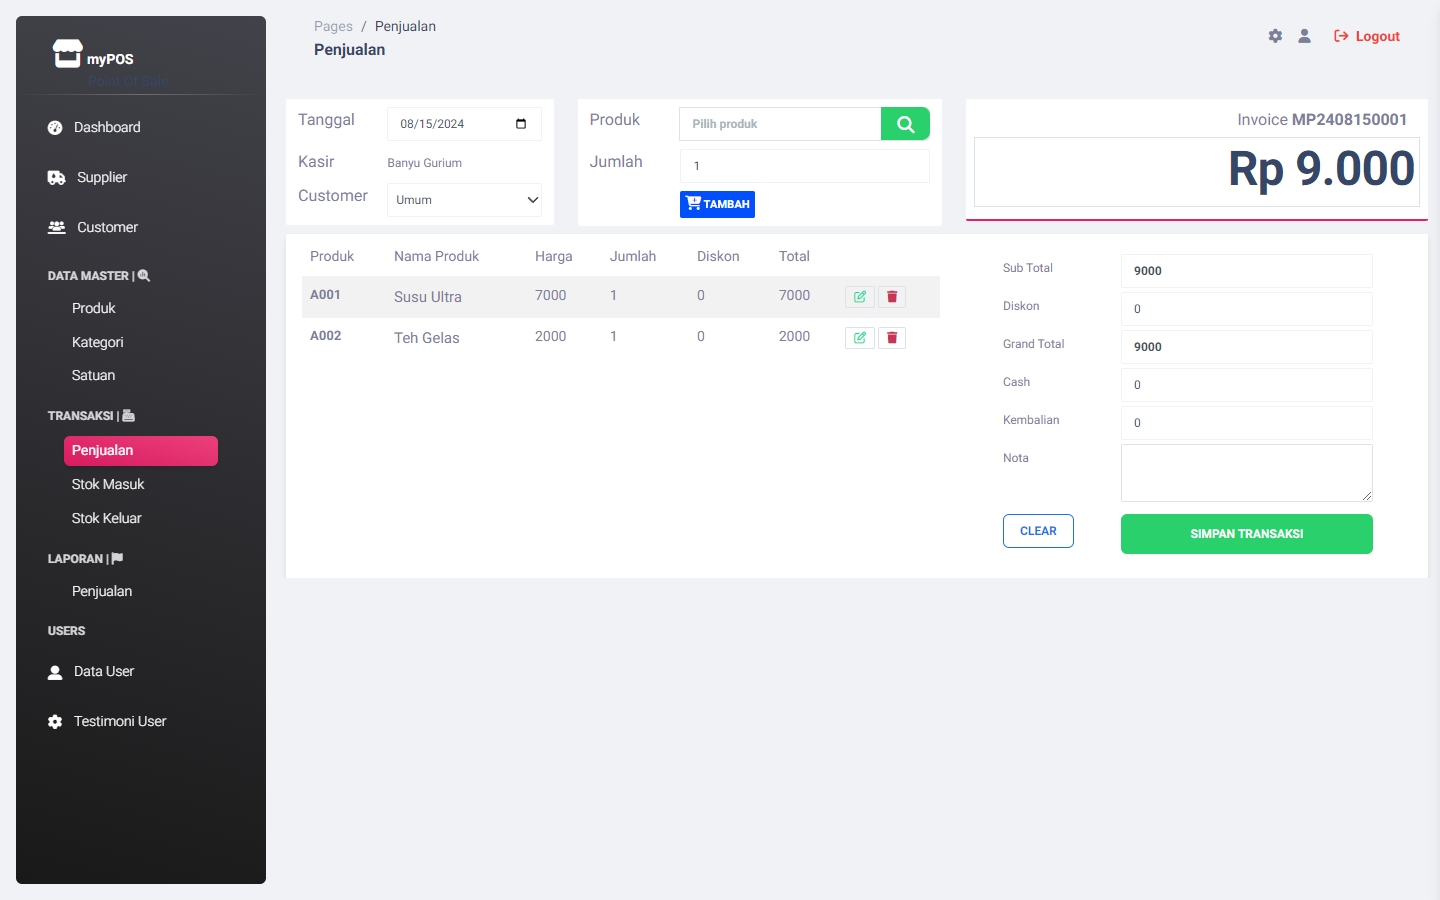 myPOS
Point Of Sale
Dashboard
Supplier
Customer
DATA MASTER |
Produk
Kategori
Satuan
TRANSAKSI |
Penjualan
Stok Masuk
Stok Keluar
LAPORAN |
Penjualan
USERS
Data User
Testimoni User
Pages / Penjualan
Penjualan
Logout
Tanggal 08/15/2024
Kasir Banyu Gurium
Customer Umum
Produk Pilih produk
Jumlah 1
TAMBAH
Invoice MP2408150001
Rp 9.000
Produk Nama Produk Harga Jumlah Diskon Total
A001 Susu Ultra 7000 1 0 7000
A002 Teh Gelas 2000 1 0 2000
Sub Total 9000
Diskon 0
Grand Total 9000
Cash 0
Kembalian 0
Nota
CLEAR SIMPAN TRANSAKSI